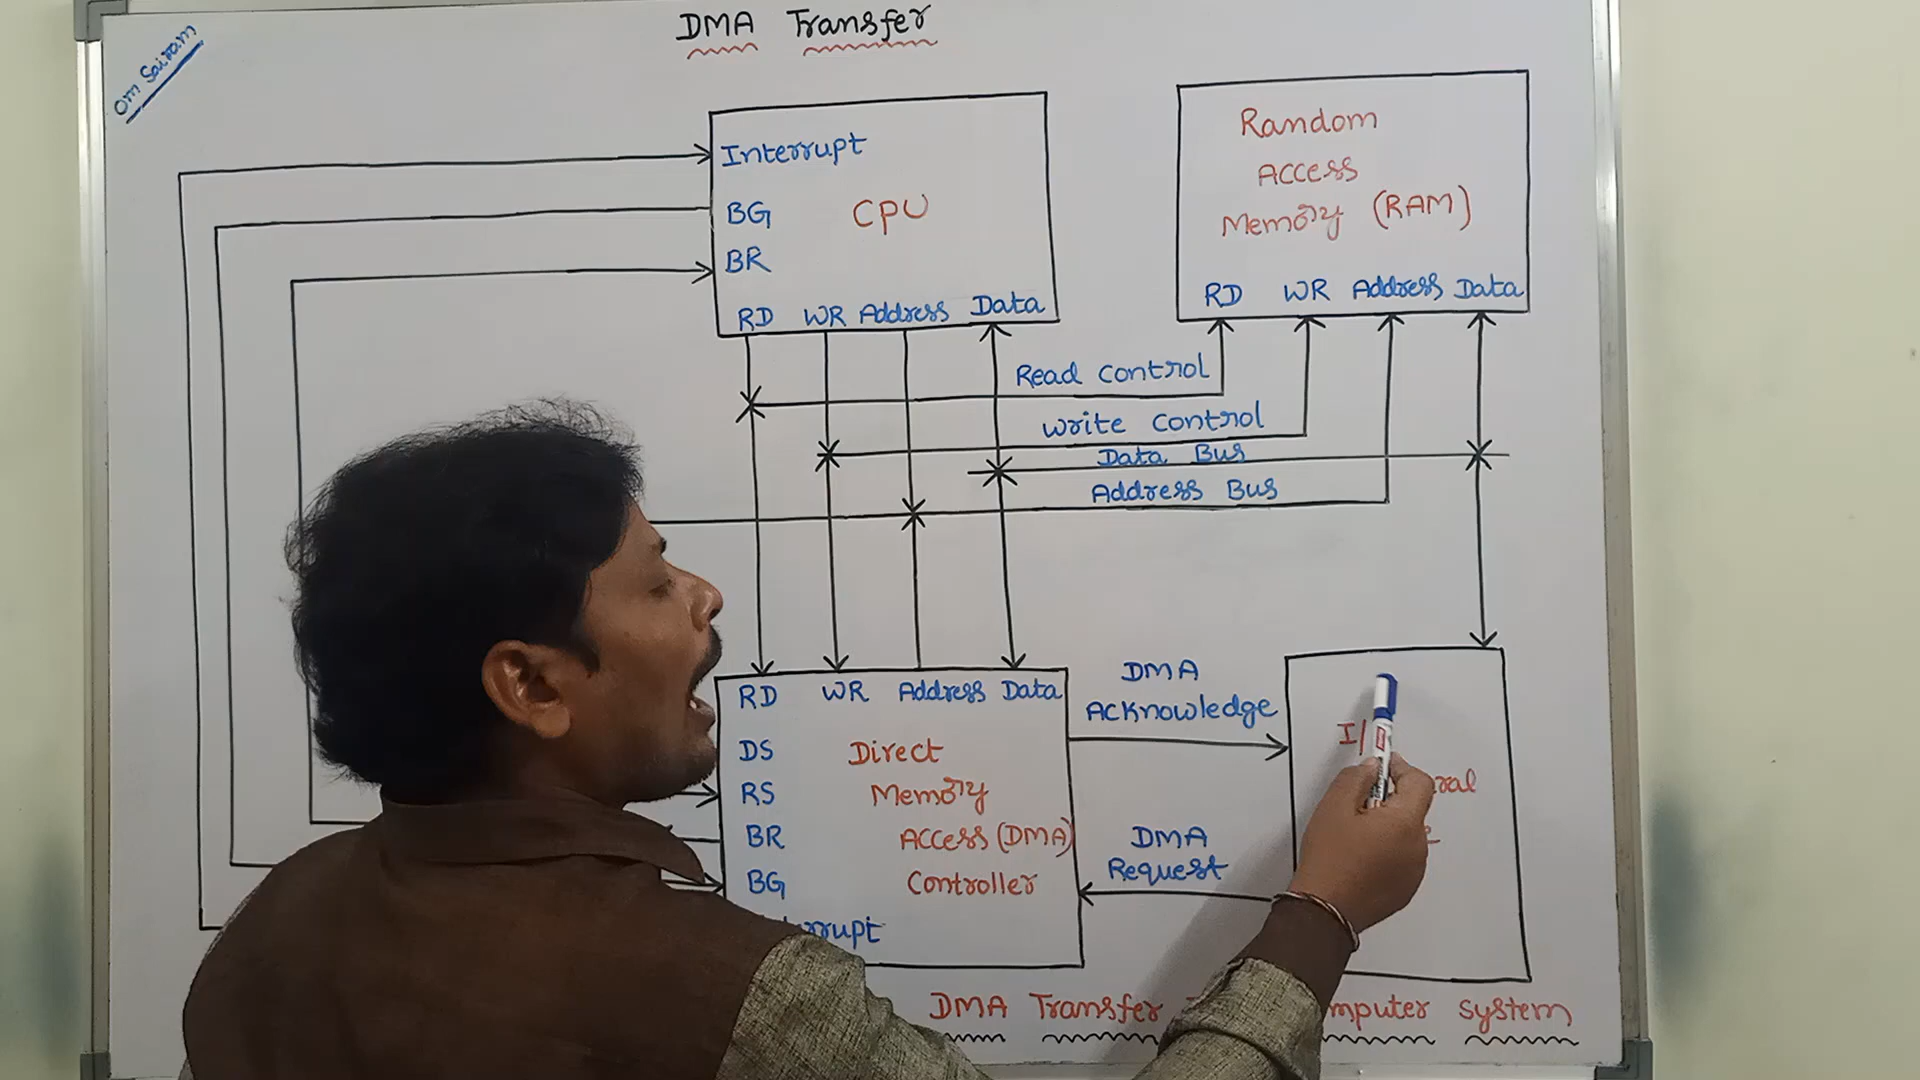 Om Sairam
DMA Transfer
Interrupt
BG
CPU
BR
RD WR Address Data
Random
Access
Memory (RAM)
RD WR Address Data
Read Control
Write Control
Data Bus
Address Bus
RD WR Address Data
DS
RS
BR
BG
Direct
Memory
Access (DMA)
Controller
DMA
Acknowledge
DMA
Request
I/
DMA Transfer
System